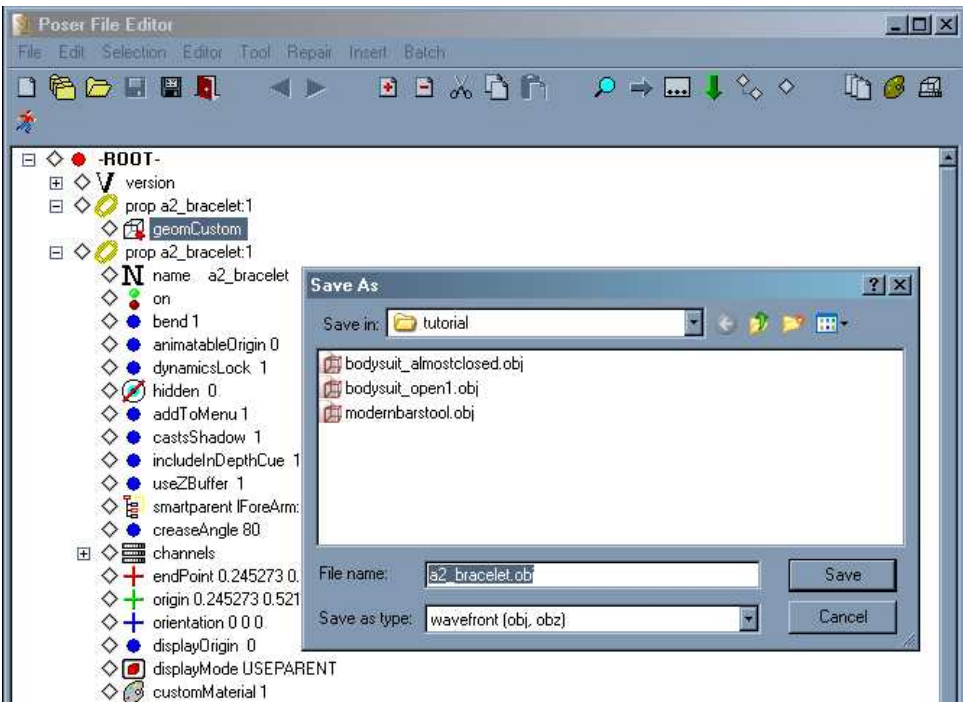 Poser File Editor
File Edit Selection Editor Tool Repair Insert Batch
-ROOT-
version
prop a2_bracelet:1
geomCustom
prop a2_bracelet:1
name a2_bracelet
on
bend 1
animatableOrigin 0
dynamicsLock 1
hidden 0
addToMenu 1
castsShadow 1
includeInDepthCue 1
useZBuffer 1
smartparent lForeArm:
creaseAngle 80
channels
endPoint 0.245273 0.
origin 0.245273 0.521
orientation 0 0 0
displayOrigin 0
displayMode USEPARENT
customMaterial 1
Save As
Save in: tutorial
bodysuit_almostclosed.obj
bodysuit_open1.obj
modernbarstool.obj
File name: a2_bracelet.obj
Save
Save as type: wavefront (obj, obz)
Cancel